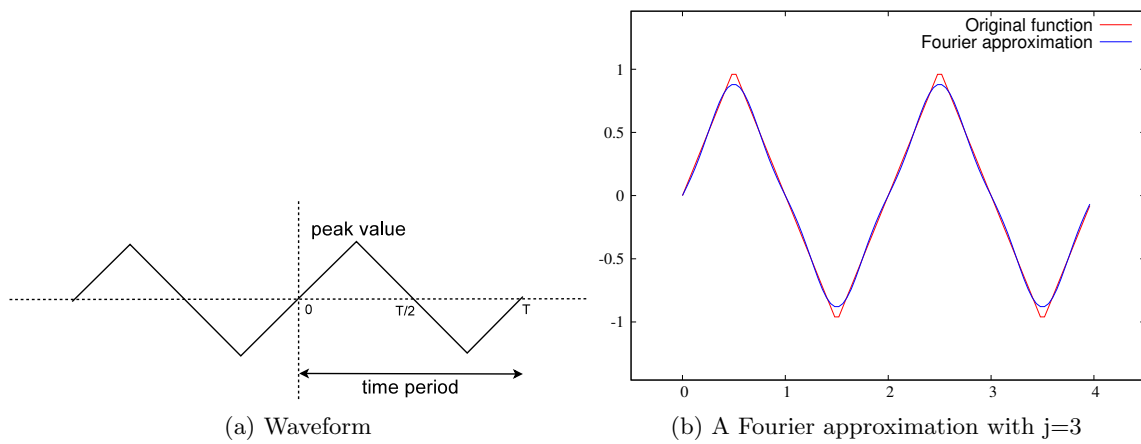 peak value
0
T/2
T
time period
(a) Waveform
Original function
Fourier approximation
1
0.5
0
-0.5
-1
0 1 2 3 4
(b) A Fourier approximation with j=3